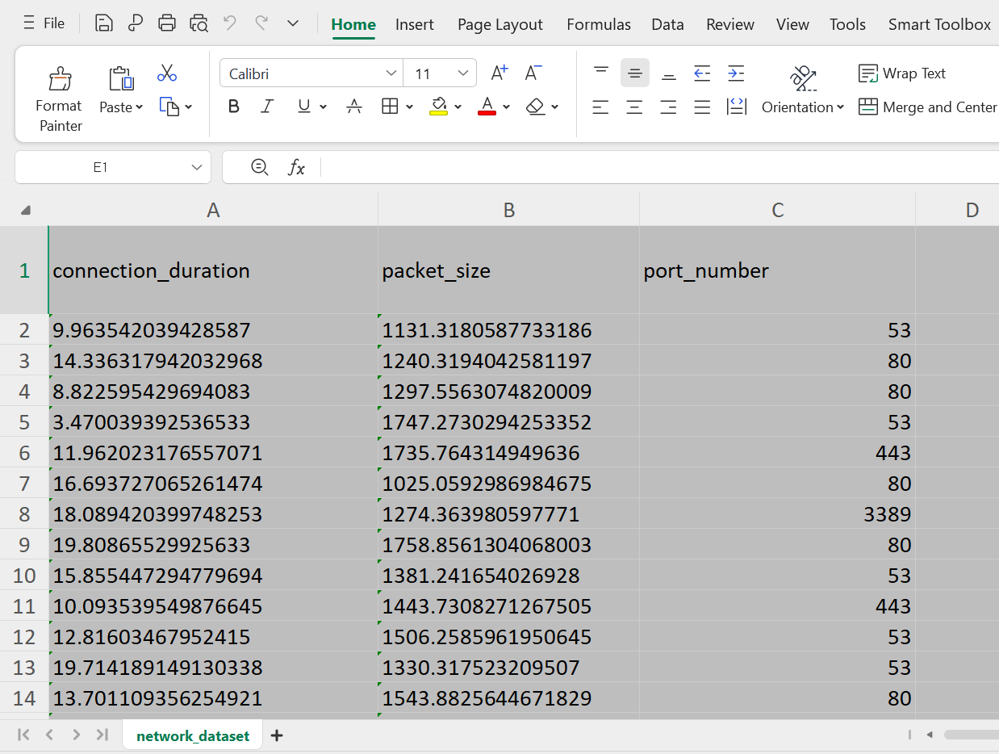 File Home Insert Page Layout Formulas Data Review View Tools Smart Toolbox
Format Painter Paste Calibri 11 A+ A− Wrap Text
B I U A A Orientation Merge and Center
E1 fx
A B C D
1 connection_duration packet_size port_number
2 9.963542039428587 1131.3180587733186 53
3 14.336317942032968 1240.3194042581197 80
4 8.822595429694083 1297.5563074820009 80
5 3.470039392536533 1747.2730294253352 53
6 11.962023176557071 1735.764314949636 443
7 16.693727065261474 1025.0592986984675 80
8 18.089420399748253 1274.363980597771 3389
9 19.80865529925633 1758.8561304068003 80
10 15.855447294779694 1381.241654026928 53
11 10.093539549876645 1443.7308271267505 443
12 12.81603467952415 1506.2585961950645 53
13 19.714189149130338 1330.317523209507 53
14 13.701109356254921 1543.8825644671829 80
network_dataset +